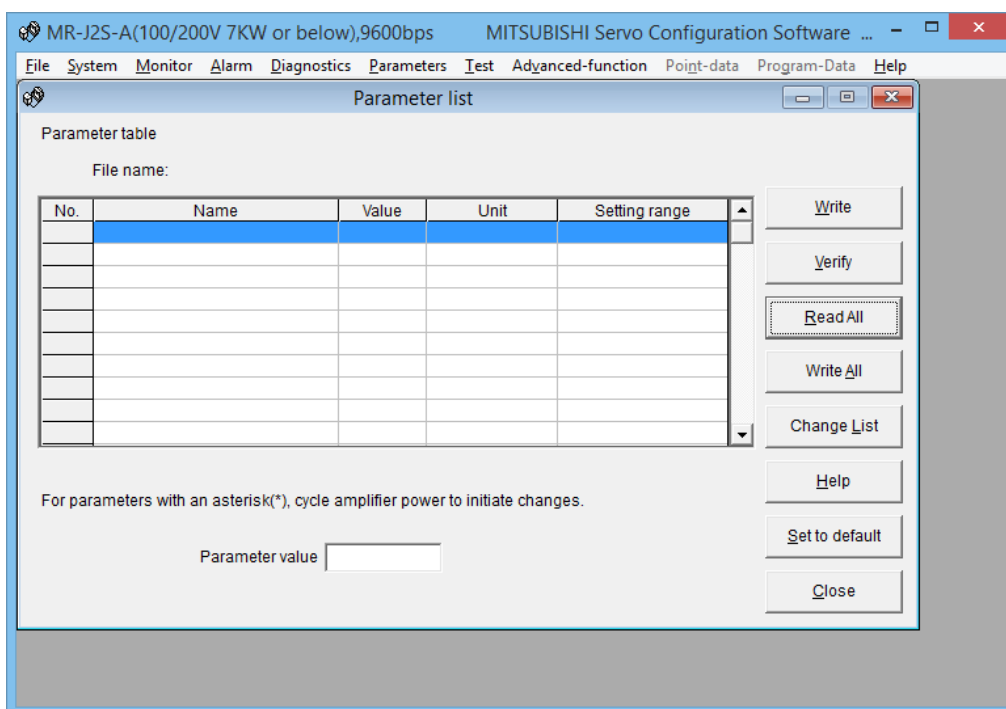 MR-J2S-A(100/200V 7KW or below),9600bps MITSUBISHI Servo Configuration Software ...
File System Monitor Alarm Diagnostics Parameters Test Advanced-function Point-data Program-Data Help
Parameter list
Parameter table
File name:
No. Name Value Unit Setting range
Write
Verify
Read All
Write All
Change List
Help
Set to default
Close
For parameters with an asterisk(*), cycle amplifier power to initiate changes.
Parameter value